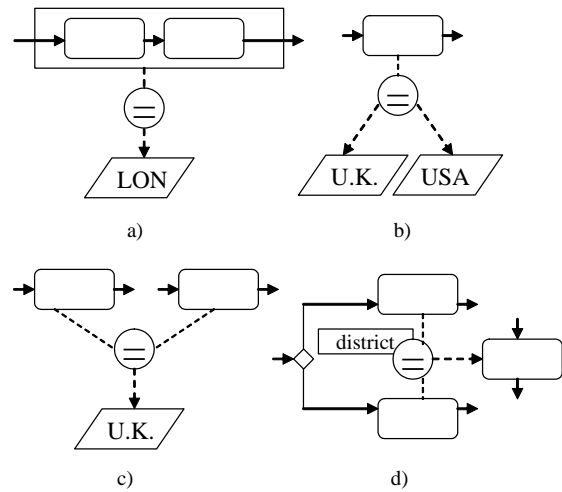 =
LON
a)
=
U.K.
USA
b)
=
U.K.
c)
district
=
d)